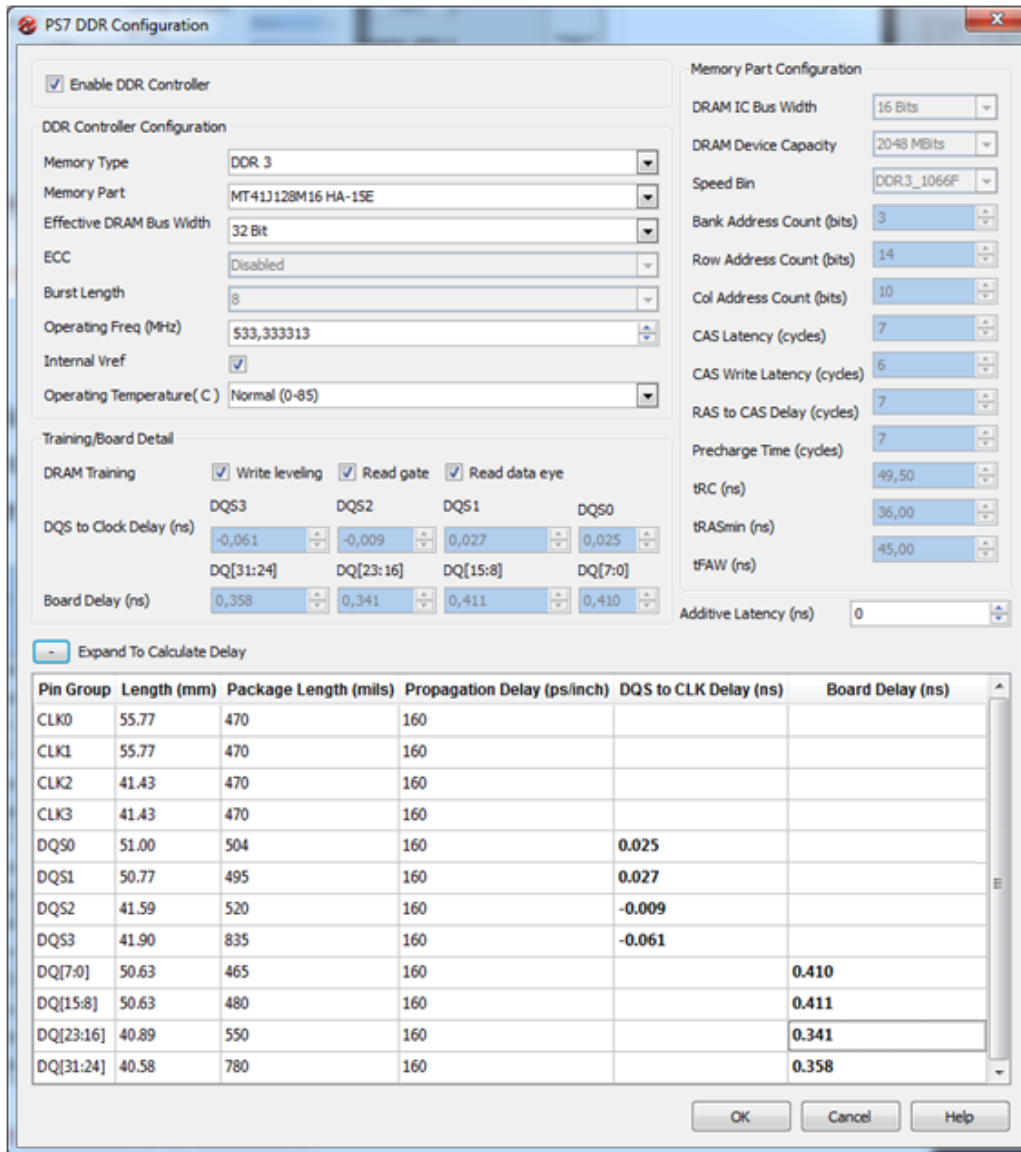 PS7 DDR Configuration
Enable DDR Controller
DDR Controller Configuration
Memory Type DDR 3
Memory Part MT41J128M16 HA-15E
Effective DRAM Bus Width 32 Bit
ECC Disabled
Burst Length 8
Operating Freq (MHz) 533,333313
Internal Vref
Operating Temperature( C ) Normal (0-85)
Training/Board Detail
DRAM Training Write leveling Read gate Read data eye
DQS3 DQS2 DQS1 DQS0
DQS to Clock Delay (ns) -0,061 -0,009 0,027 0,025
DQ[31:24] DQ[23:16] DQ[15:8] DQ[7:0]
Board Delay (ns) 0,358 0,341 0,411 0,410
Memory Part Configuration
DRAM IC Bus Width 16 Bits
DRAM Device Capacity 2048 MBits
Speed Bin DDR3_1066F
Bank Address Count (bits) 3
Row Address Count (bits) 14
Col Address Count (bits) 10
CAS Latency (cycles) 7
CAS Write Latency (cycles) 6
RAS to CAS Delay (cycles) 7
Precharge Time (cycles) 7
tRC (ns) 49,50
tRASmin (ns) 36,00
tFAW (ns) 45,00
Additive Latency (ns) 0
- Expand To Calculate Delay
Pin Group Length (mm) Package Length (mils) Propagation Delay (ps/inch) DQS to CLK Delay (ns) Board Delay (ns)
CLK0 55.77 470 160
CLK1 55.77 470 160
CLK2 41.43 470 160
CLK3 41.43 470 160
DQS0 51.00 504 160 0.025
DQS1 50.77 495 160 0.027
DQS2 41.59 520 160 -0.009
DQS3 41.90 835 160 -0.061
DQ[7:0] 50.63 465 160 0.410
DQ[15:8] 50.63 480 160 0.411
DQ[23:16] 40.89 550 160 0.341
DQ[31:24] 40.58 780 160 0.358
OK Cancel Help